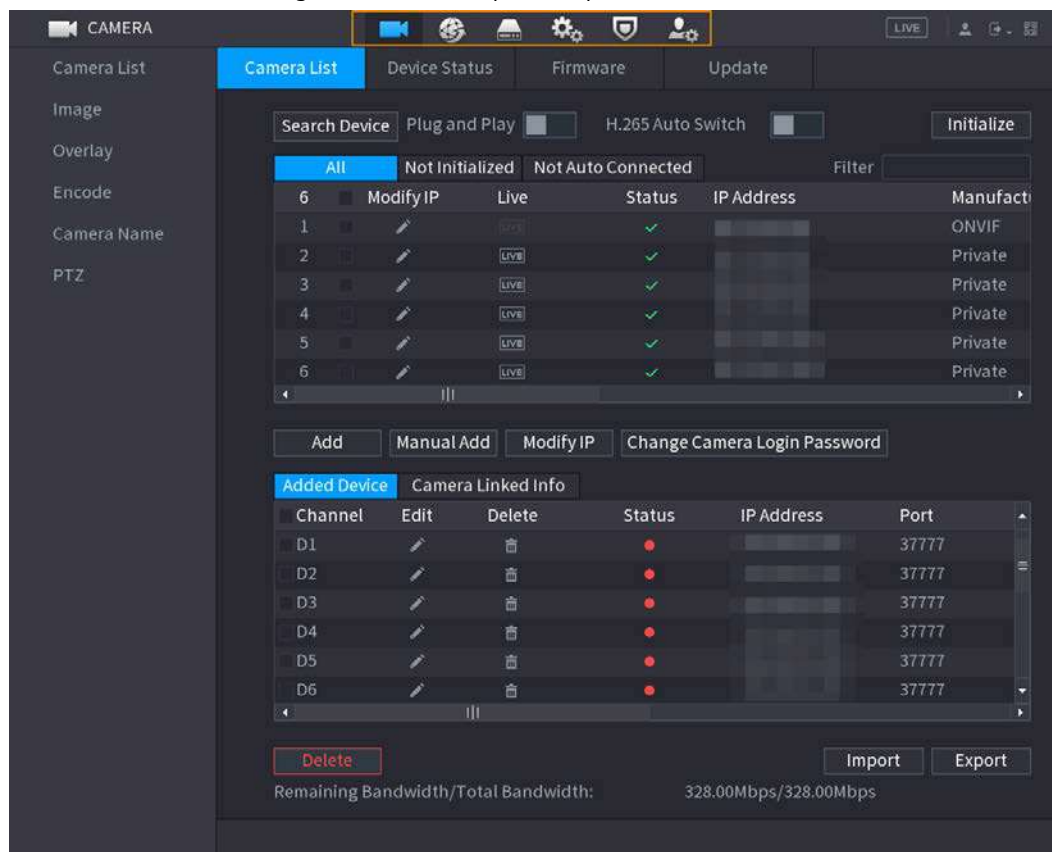 CAMERA LIVE
Camera List
Image
Overlay
Encode
Camera Name
PTZ
Camera List Device Status Firmware Update
Search Device Plug and Play H.265 Auto Switch Initialize
All Not Initialized Not Auto Connected Filter
6 Modify IP Live Status IP Address Manufact
1 LIVE ONVIF
2 LIVE Private
3 LIVE Private
4 LIVE Private
5 LIVE Private
6 LIVE Private
Add Manual Add Modify IP Change Camera Login Password
Added Device Camera Linked Info
Channel Edit Delete Status IP Address Port
D1 37777
D2 37777
D3 37777
D4 37777
D5 37777
D6 37777
Delete Import Export
Remaining Bandwidth/Total Bandwidth: 328.00Mbps/328.00Mbps